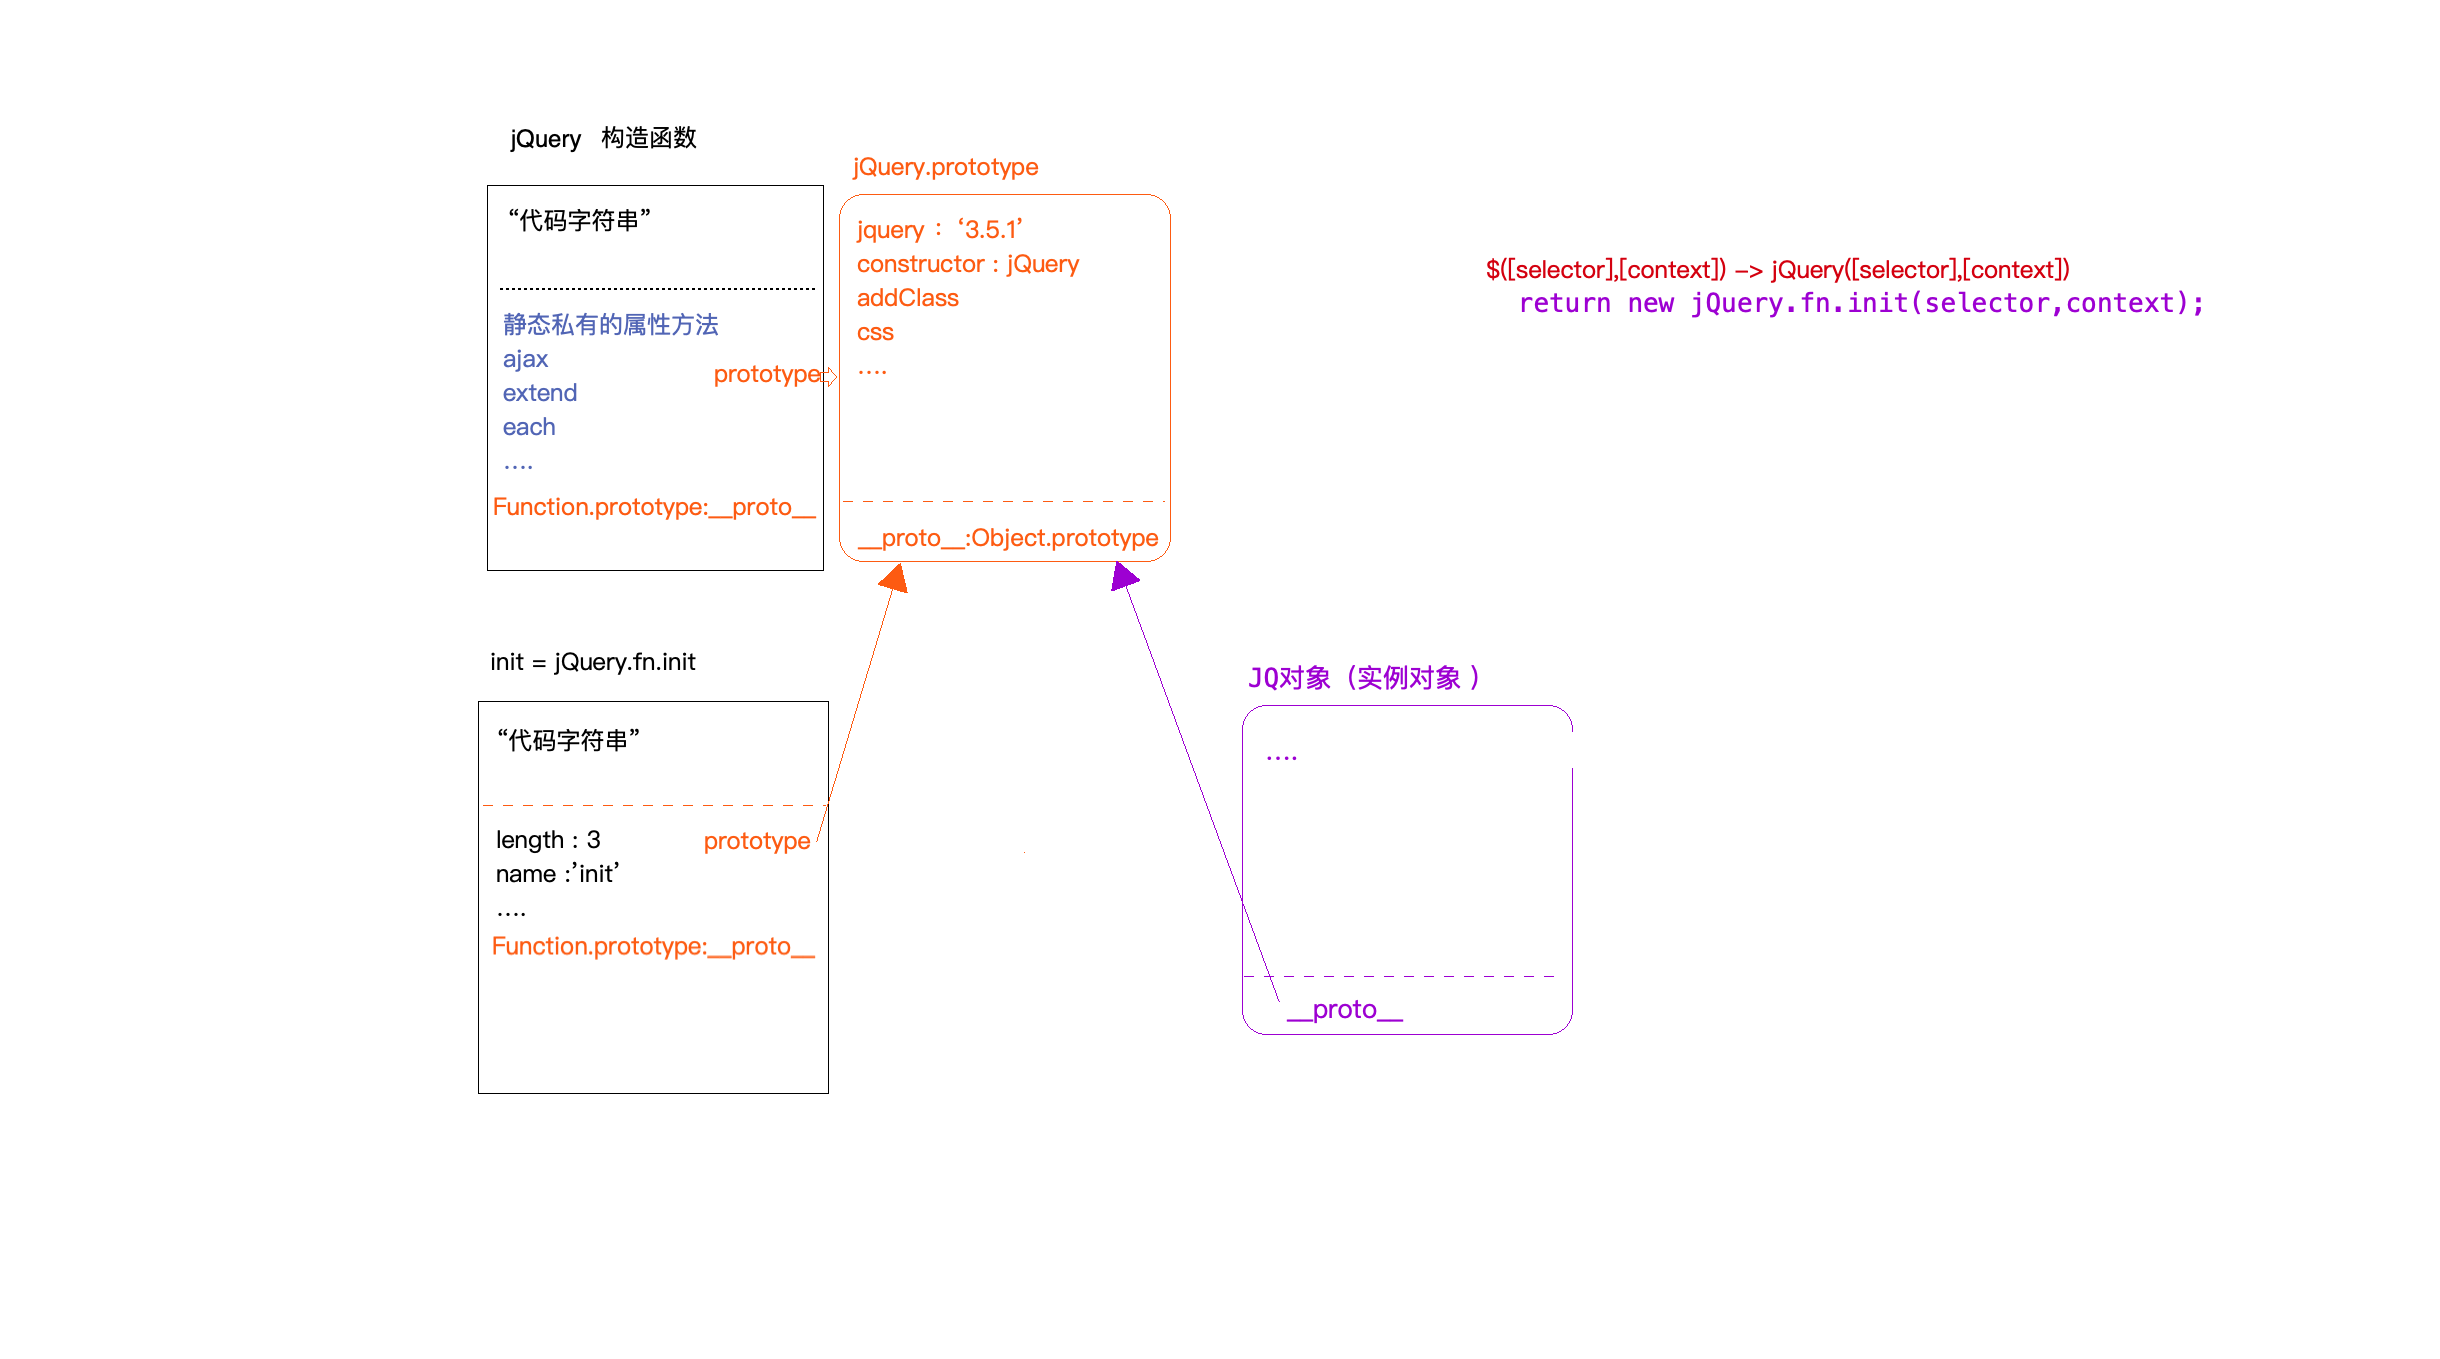 jQuery 构造函数
“代码字符串”
静态私有的属性方法
ajax
prototype
extend
each
....
Function.prototype:__proto__
jQuery.prototype
jquery : ‘3.5.1’
constructor : jQuery
addClass
css
....
__proto__:Object.prototype
$([selector],[context]) -> jQuery([selector],[context])
return new jQuery.fn.init(selector,context);
init = jQuery.fn.init
“代码字符串”
length : 3
prototype
name :’init’
....
Function.prototype:__proto__
JQ对象（实例对象 ）
....
__proto__